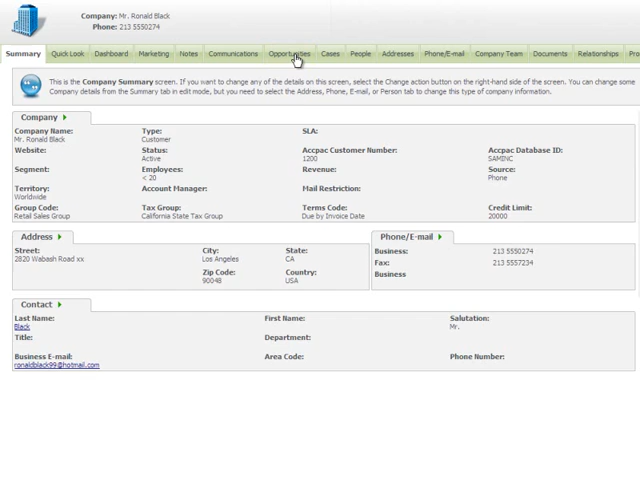 Company: Mr. Ronald Black
Phone: 213 5550274
Summary Quick Look Dashboard Marketing Notes Communications Opportunities Cases People Addresses Phone/E-mail Company Team Documents Relationships Pro
This is the Company Summary screen. If you want to change any of the details on this screen, select the Change action button on the right-hand side of the screen. You can change some
Company details from the Summary tab in edit mode, but you need to select the Address, Phone, E-mail, or Person tab to change this type of company information.
Company
Company Name: Type: SLA:
Mr. Ronald Black Customer
Website: Status: Accpac Customer Number: Accpac Database ID:
Active 1200 SAMINC
Segment: Employees: Revenue: Source:
< 20 Phone
Territory: Account Manager: Mail Restriction:
Worldwide
Group Code: Tax Group: Terms Code: Credit Limit:
Retail Sales Group California State Tax Group Due by Invoice Date 20000
Address Phone/E-mail
Street: City: State: Business: 213 5550274
2820 Wabash Road xx Los Angeles CA
Fax: 213 5557234
Zip Code: Country: Business
90048 USA
Contact
Last Name: First Name: Salutation:
Black Mr.
Title: Department:
Business E-mail: Area Code: Phone Number:
ronaldblack99@hotmail.com